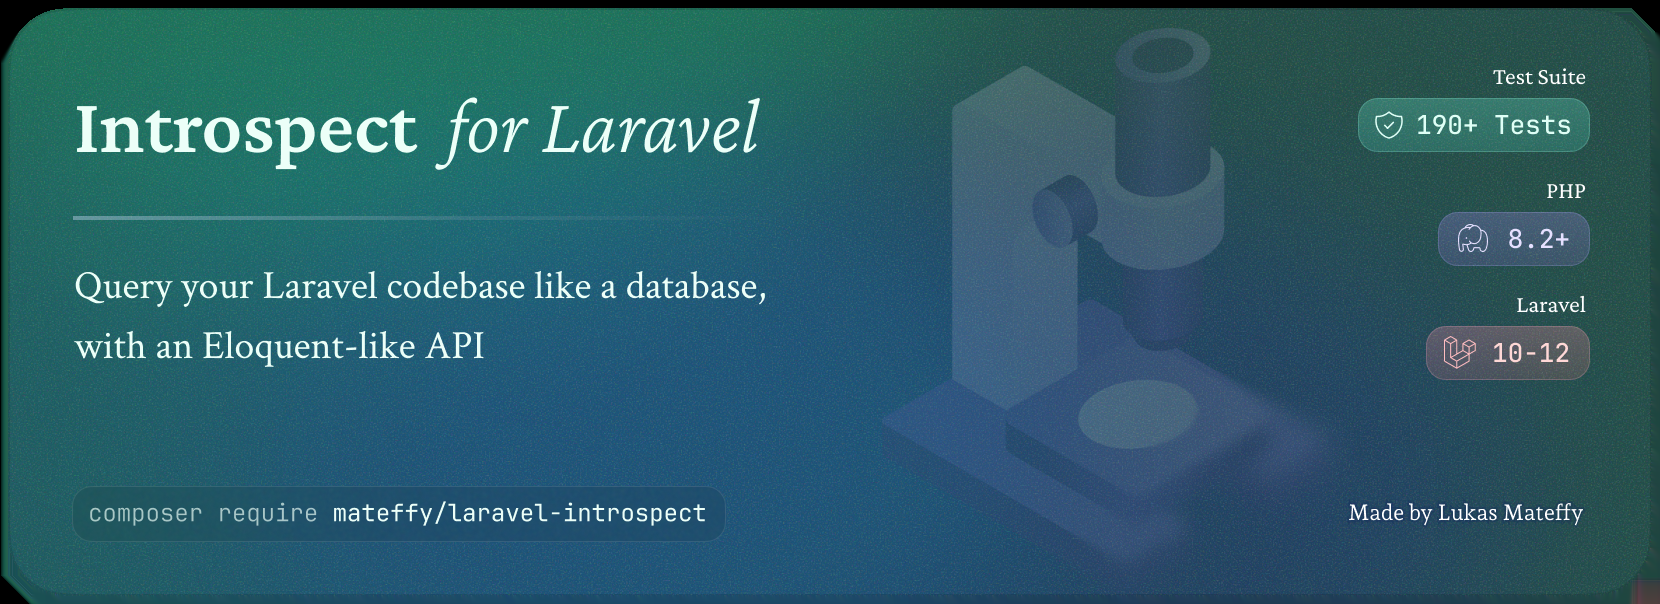 Introspect for Laravel
Query your Laravel codebase like a database,
with an Eloquent-like API
composer require mateffy/laravel-introspect
Test Suite
190+ Tests
PHP
8.2+
Laravel
10-12
Made by Lukas Mateffy